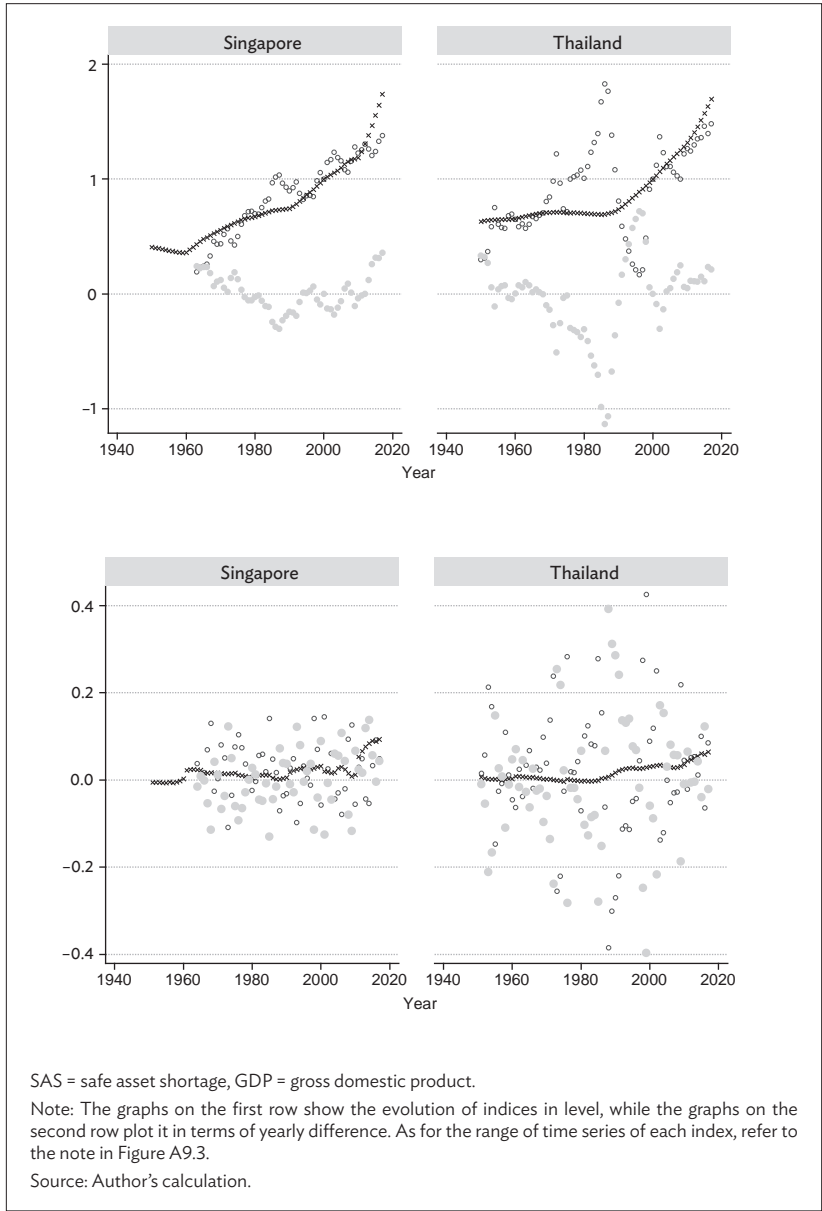 Singapore Thailand
2
1
0
–1
1940 1960 1980 2000 2020 1940 1960 1980 2000 2020
Year
Singapore Thailand
0.4
0.2
0.0
–0.2
–0.4
1940 1960 1980 2000 2020 1940 1960 1980 2000 2020
Year
SAS = safe asset shortage, GDP = gross domestic product.
Note: The graphs on the first row show the evolution of indices in level, while the graphs on the
second row plot it in terms of yearly difference. As for the range of time series of each index, refer to
the note in Figure A9.3.
Source: Author’s calculation.